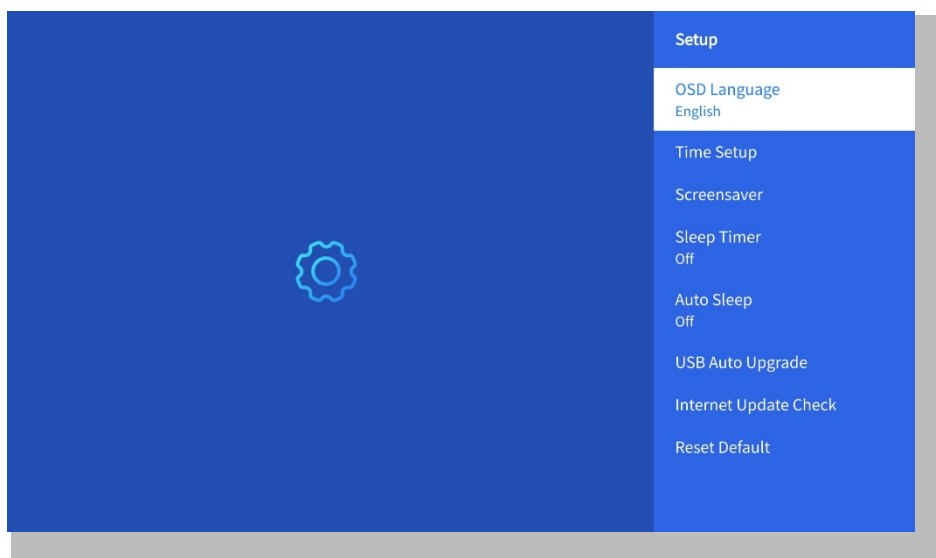 Setup
OSD Language
English
Time Setup
Screensaver
Sleep Timer
Off
Auto Sleep
Off
USB Auto Upgrade
Internet Update Check
Reset Default